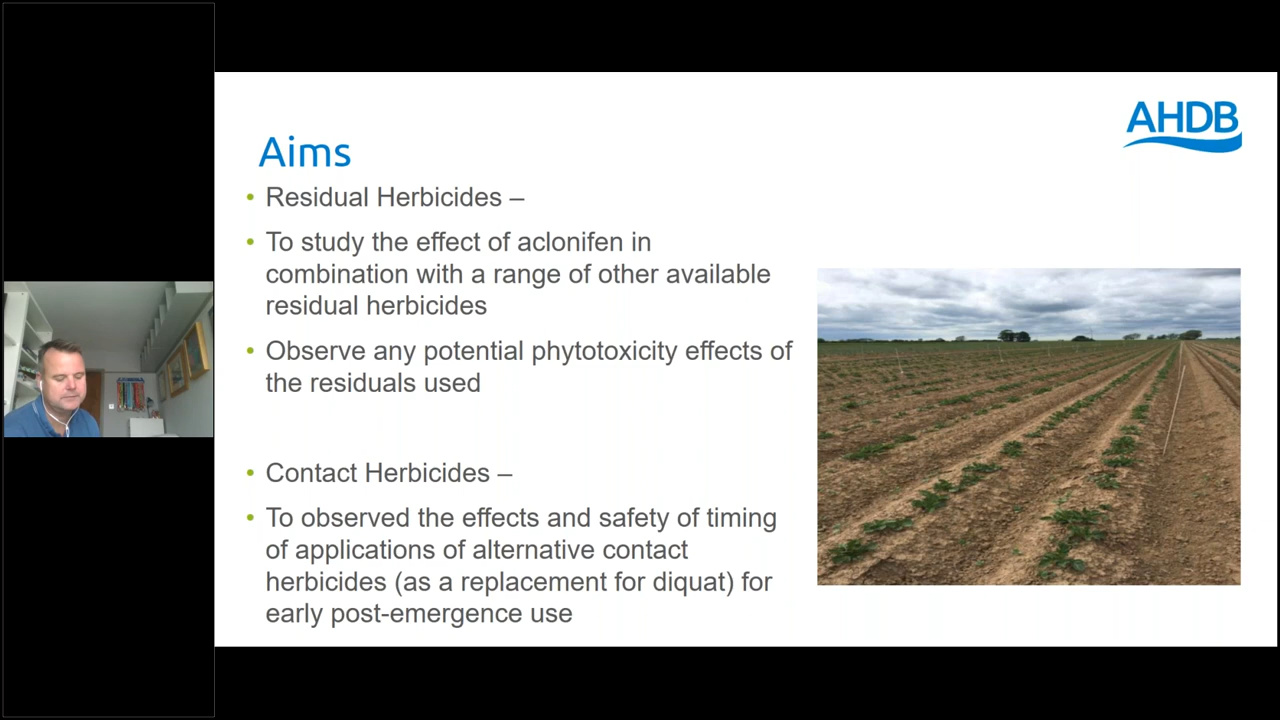 AHDB
Aims
• Residual Herbicides –
• To study the effect of aclonifen in
combination with a range of other available
residual herbicides
• Observe any potential phytotoxicity effects of
the residuals used
• Contact Herbicides –
• To observed the effects and safety of timing
of applications of alternative contact
herbicides (as a replacement for diquat) for
early post-emergence use